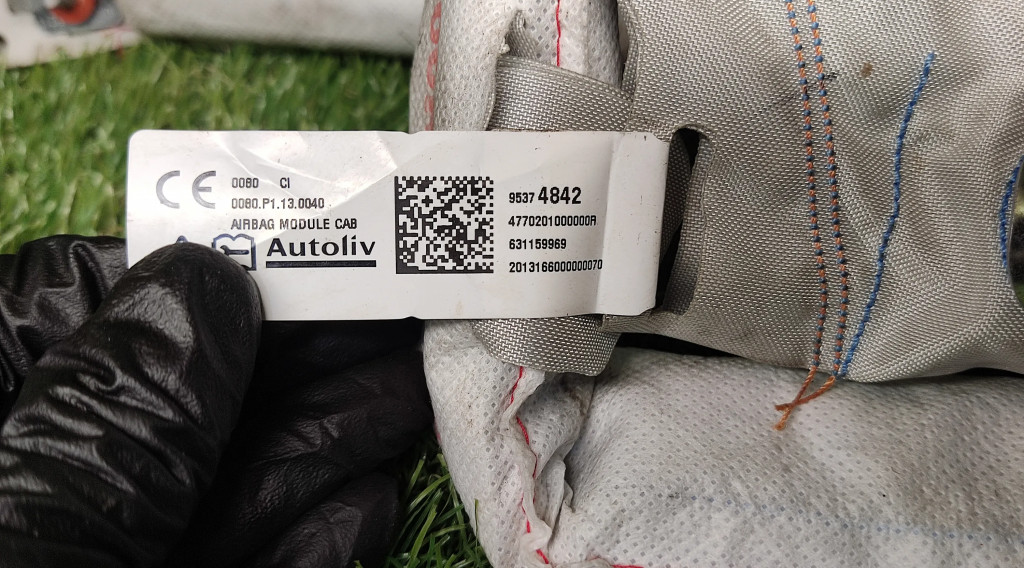 CE 0080 CI
0080.P1.13.0040
AIRBAG MODULE CAB
Autoliv
9537 4842
4770201000000R
631159969
2013166000000070